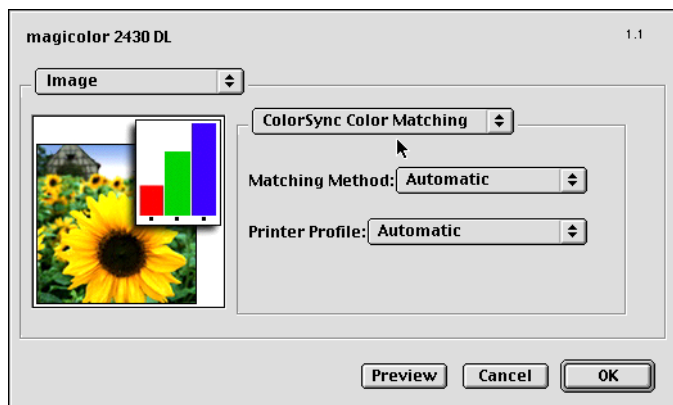 magicolor 2430 DL
1.1
Image
ColorSync Color Matching
Matching Method: Automatic
Printer Profile: Automatic
Preview Cancel OK